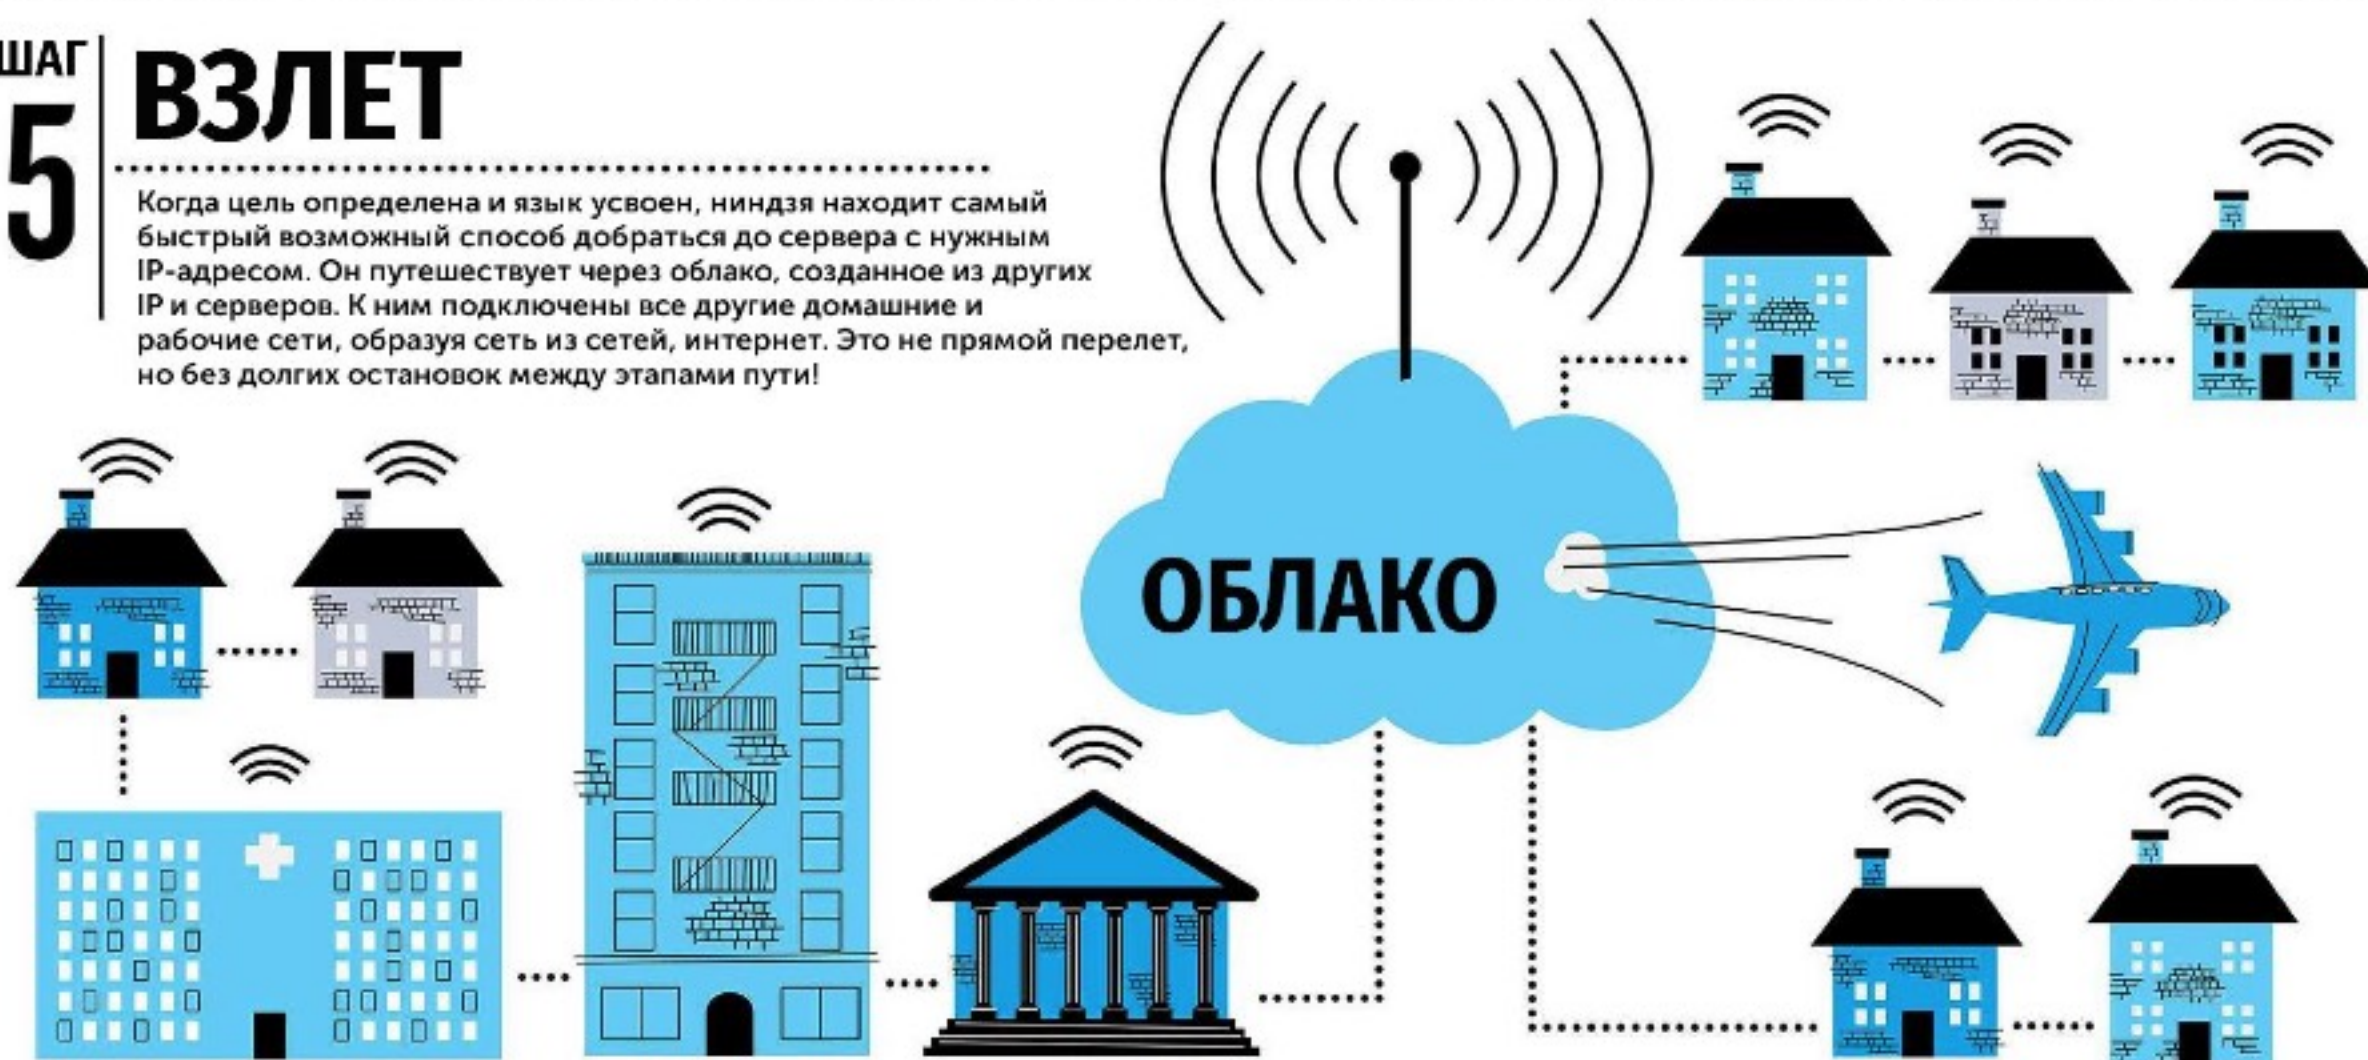 ШАГ
5
ВЗЛЕТ
Когда цель определена и язык усвоен, ниндзя находит самый
быстрый возможный способ добраться до сервера с нужным
IP-адресом. Он путешествует через облако, созданное из других
IP и серверов. К ним подключены все другие домашние и
рабочие сети, образуя сеть из сетей, интернет. Это не прямой перелет,
но без долгих остановок между этапами пути!
ОБЛАКО